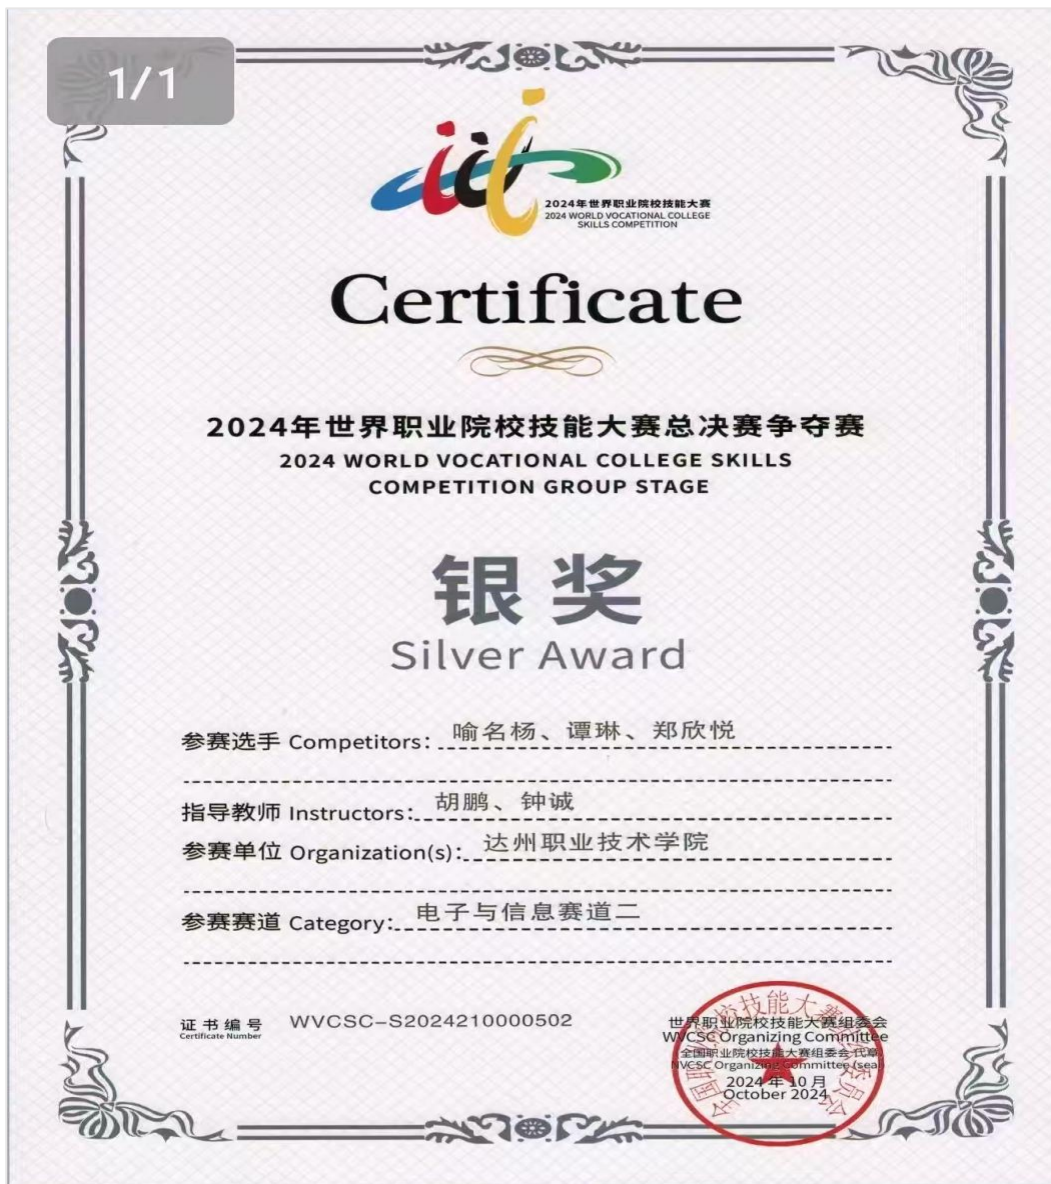 1/1
2024年世界职业院校技能大赛
2024 WORLD VOCATIONAL COLLEGE
SKILLS COMPETITION
Certificate
2024年世界职业院校技能大赛总决赛争夺赛
2024 WORLD VOCATIONAL COLLEGE SKILLS
COMPETITION GROUP STAGE
银奖
Silver Award
参赛选手 Competitors: 喻名杨、谭琳、郑欣悦
指导教师 Instructors: 胡鹏、钟诚
参赛单位 Organization(s): 达州职业技术学院
参赛赛道 Category: 电子与信息赛道二
证书编号 WVCSC-S2024210000502
Certificate Number
世界职业院校技能大赛组委会
WVCSC Organizing Committee
全国职业院校技能大赛组委会(代章)
NVCSC Organizing Committee (seal)
2024年10月
October 2024